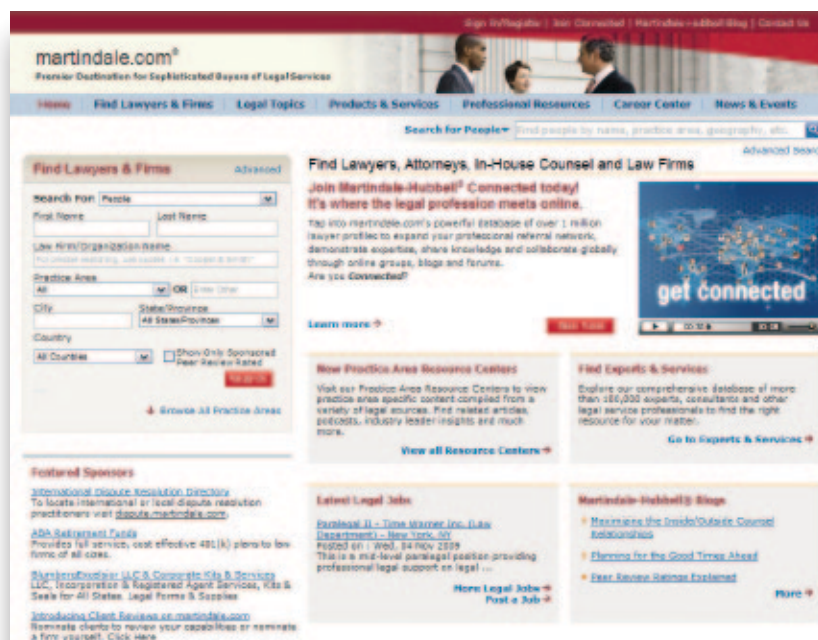 Sign In/Register | Join Connected | Martindale-Hubbell Blog | Contact Us
martindale.com®
Premier Destination for Sophisticated Buyers of Legal Services
Home Find Lawyers & Firms Legal Topics Products & Services Professional Resources Career Center News & Events
Search for People Find people by name, practice area, geography, etc.
Advanced Search
Find Lawyers & Firms Advanced
Search For: People
First Name Last Name
Law Firm/Organization Name
Practice Area
All OR Enter Other
City State/Province
All States/Provinces
Country
All Countries Show Only Sponsored
Peer Review Rated
Search
Browse All Practice Areas
Find Lawyers, Attorneys, In-House Counsel and Law Firms
Join Martindale-Hubbell® Connected today!
It's where the legal profession meets online.
Tap into martindale.com's powerful database of over 1 million
lawyer profiles to expand your professional referral network,
demonstrate expertise, share knowledge and collaborate globally
through online groups, blogs and forums.
Are you Connected?
Learn more
get connected
New Practice Area Resource Centers
Visit our Practice Area Resource Centers to view
practice area specific content compiled from a
variety of legal sources. Find related articles,
podcasts, industry leader insights and much
more.
View all Resource Centers
Find Experts & Services
Explore our comprehensive database of more
than 100,000 experts, consultants and other
legal service professionals to find the right
resource for your matter.
Go to Experts & Services
Featured Sponsors
International Dispute Resolution Directory
To locate international or local dispute resolution
practitioners visit dispute.martindale.com.
ABA Retirement Funds
Provides full service, cost effective 401(k) plans to law
firms of all sizes.
BlumbergExcelsior LLC & Corporate Kits & Services
LLC, Incorporation & Registered Agent Services, Kits &
Seals for All States. Legal Forms & Supplies
Introducing Client Reviews on martindale.com
Nominate clients to review your capabilities or nominate
a firm yourself. Click Here
Latest Legal Jobs
Paralegal II - Time Warner Inc. (Law
Department) - New York, NY
Posted on : Wed, 04 Nov 2009
This is a mid-level paralegal position providing
professional legal support on legal ...
More Legal Jobs
Post a Job
Martindale-Hubbell® Blogs
Maximizing the Inside/Outside Counsel
Relationships
Planning for the Good Times Ahead
Peer Review Ratings Explained
More